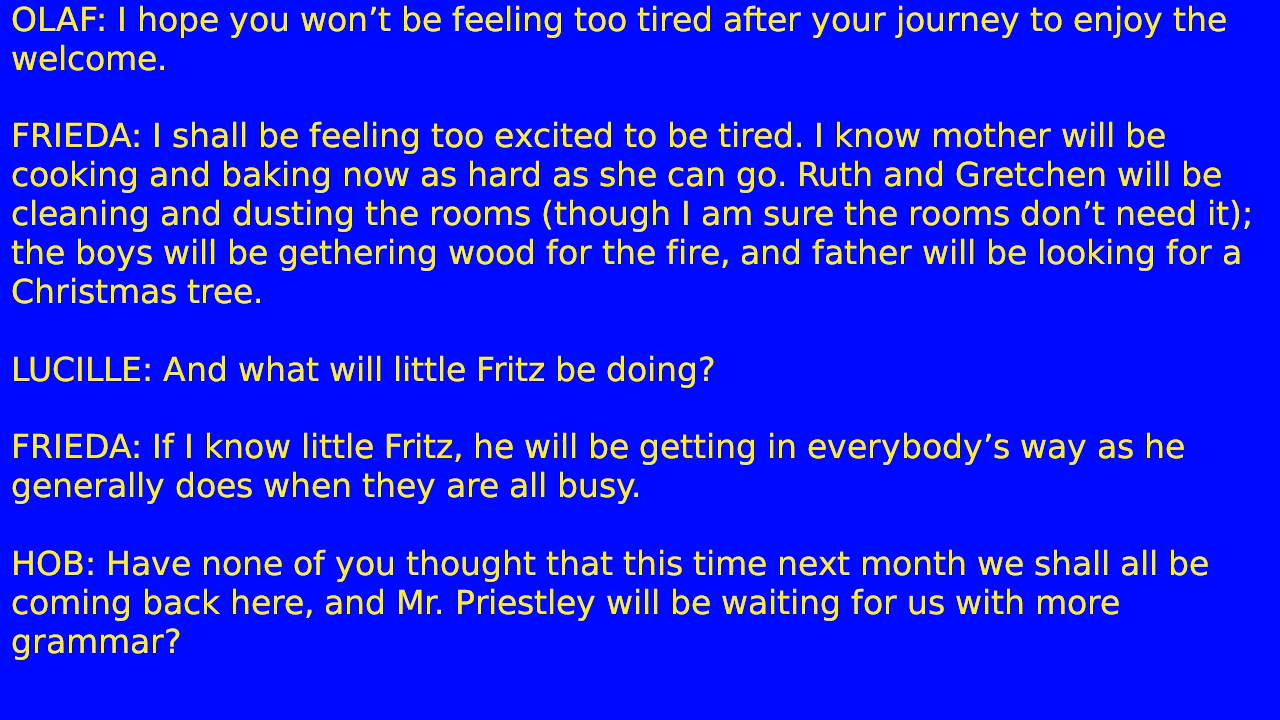 OLAF: I hope you won’t be feeling too tired after your journey to enjoy the
welcome.
FRIEDA: I shall be feeling too excited to be tired. I know mother will be
cooking and baking now as hard as she can go. Ruth and Gretchen will be
cleaning and dusting the rooms (though I am sure the rooms don’t need it);
the boys will be gethering wood for the fire, and father will be looking for a
Christmas tree.
LUCILLE: And what will little Fritz be doing?
FRIEDA: If I know little Fritz, he will be getting in everybody’s way as he
generally does when they are all busy.
HOB: Have none of you thought that this time next month we shall all be
coming back here, and Mr. Priestley will be waiting for us with more
grammar?